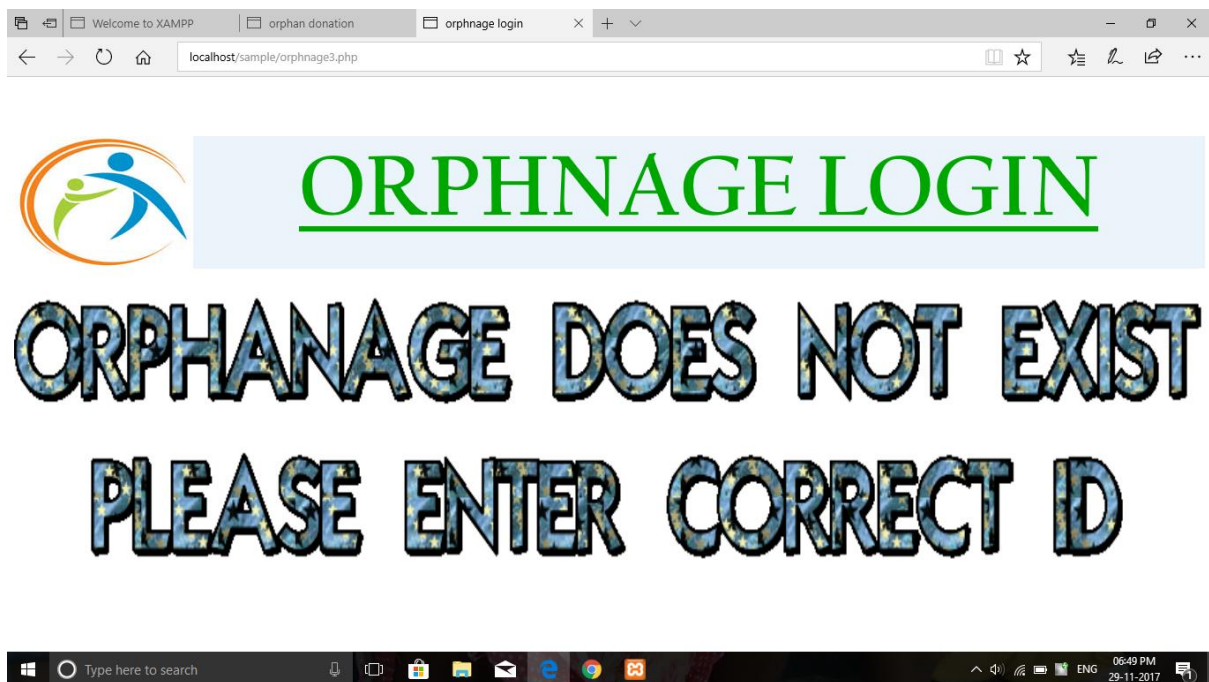 Welcome to XAMPP
orphan donation
orphnage login
localhost/sample/orphnage3.php
ORPHNAGE LOGIN
ORPHANAGE DOES NOT EXIST
PLEASE ENTER CORRECT ID
Type here to search
ENG
06:49 PM
29-11-2017
1